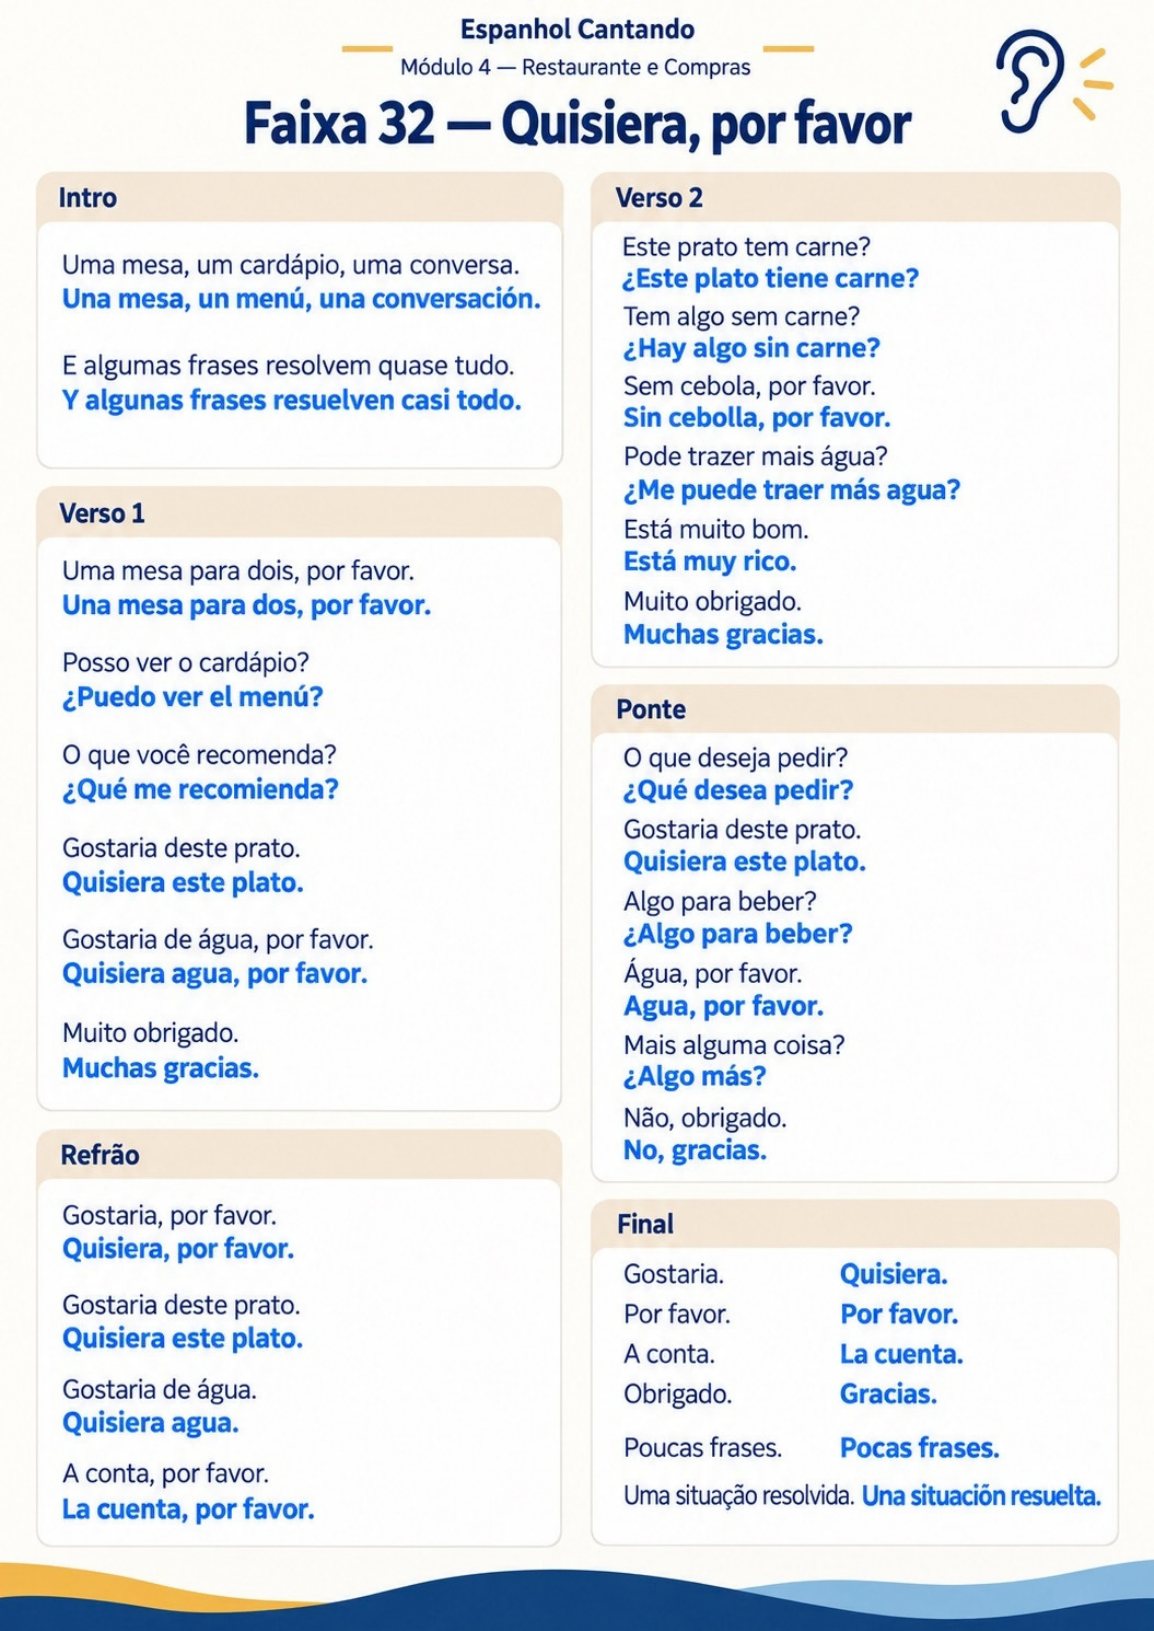 Espanhol Cantando
Módulo 4 — Restaurante e Compras
Faixa 32 — Quisiera, por favor
Intro
Uma mesa, um cardápio, uma conversa.
Una mesa, un menú, una conversación.
E algumas frases resolvem quase tudo.
Y algunas frases resuelven casi todo.
Verso 1
Uma mesa para dois, por favor.
Una mesa para dos, por favor.
Posso ver o cardápio?
¿Puedo ver el menú?
O que você recomenda?
¿Qué me recomienda?
Gostaria deste prato.
Quisiera este plato.
Gostaria de água, por favor.
Quisiera agua, por favor.
Muito obrigado.
Muchas gracias.
Refrão
Gostaria, por favor.
Quisiera, por favor.
Gostaria deste prato.
Quisiera este plato.
Gostaria de água.
Quisiera agua.
A conta, por favor.
La cuenta, por favor.
Verso 2
Este prato tem carne?
¿Este plato tiene carne?
Tem algo sem carne?
¿Hay algo sin carne?
Sem cebola, por favor.
Sin cebolla, por favor.
Pode trazer mais água?
¿Me puede traer más agua?
Está muito bom.
Está muy rico.
Muito obrigado.
Muchas gracias.
Ponte
O que deseja pedir?
¿Qué desea pedir?
Gostaria deste prato.
Quisiera este plato.
Algo para beber?
¿Algo para beber?
Água, por favor.
Agua, por favor.
Mais alguma coisa?
¿Algo más?
Não, obrigado.
No, gracias.
Final
Gostaria. Quisiera.
Por favor. Por favor.
A conta. La cuenta.
Obrigado. Gracias.
Poucas frases. Pocas frases.
Uma situação resolvida. Una situación resuelta.